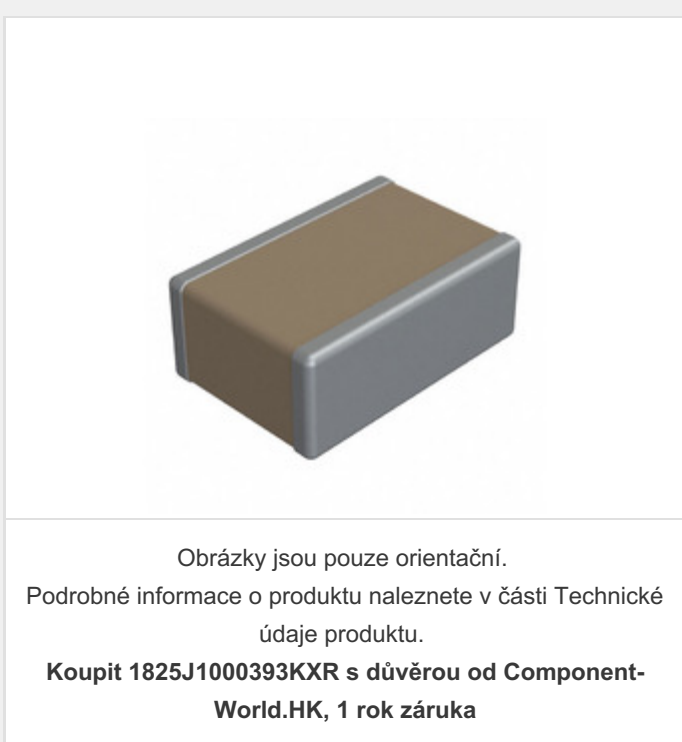 Obrázky jsou pouze orientační.
Podrobné informace o produktu naleznete v části Technické
údaje produktu.
Koupit 1825J1000393KXR s důvěrou od Component-
World.HK, 1 rok záruka